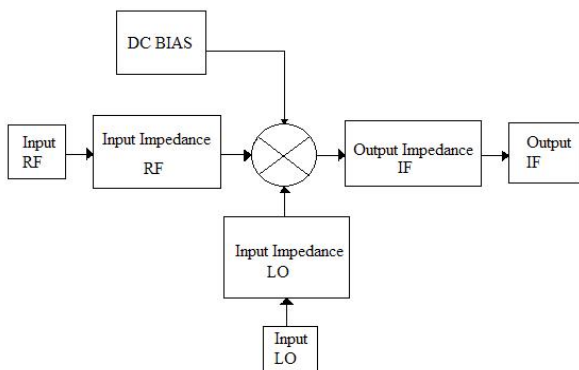 DC BIAS
Input
RF
Input Impedance
RF
Output Impedance
IF
Output
IF
Input Impedance
LO
Input
LO